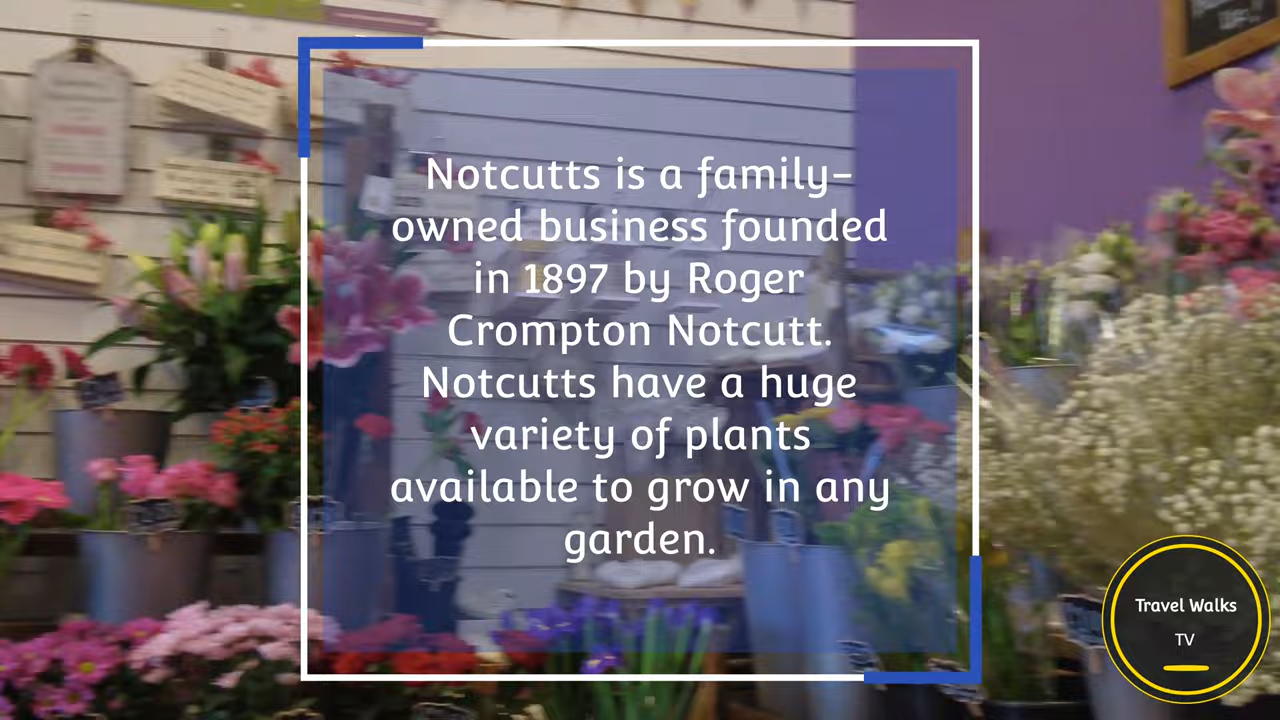 Notcutts is a family-
owned business founded
in 1897 by Roger
Crompton Notcutt.
Notcutts have a huge
variety of plants
available to grow in any
garden.
Travel Walks
TV